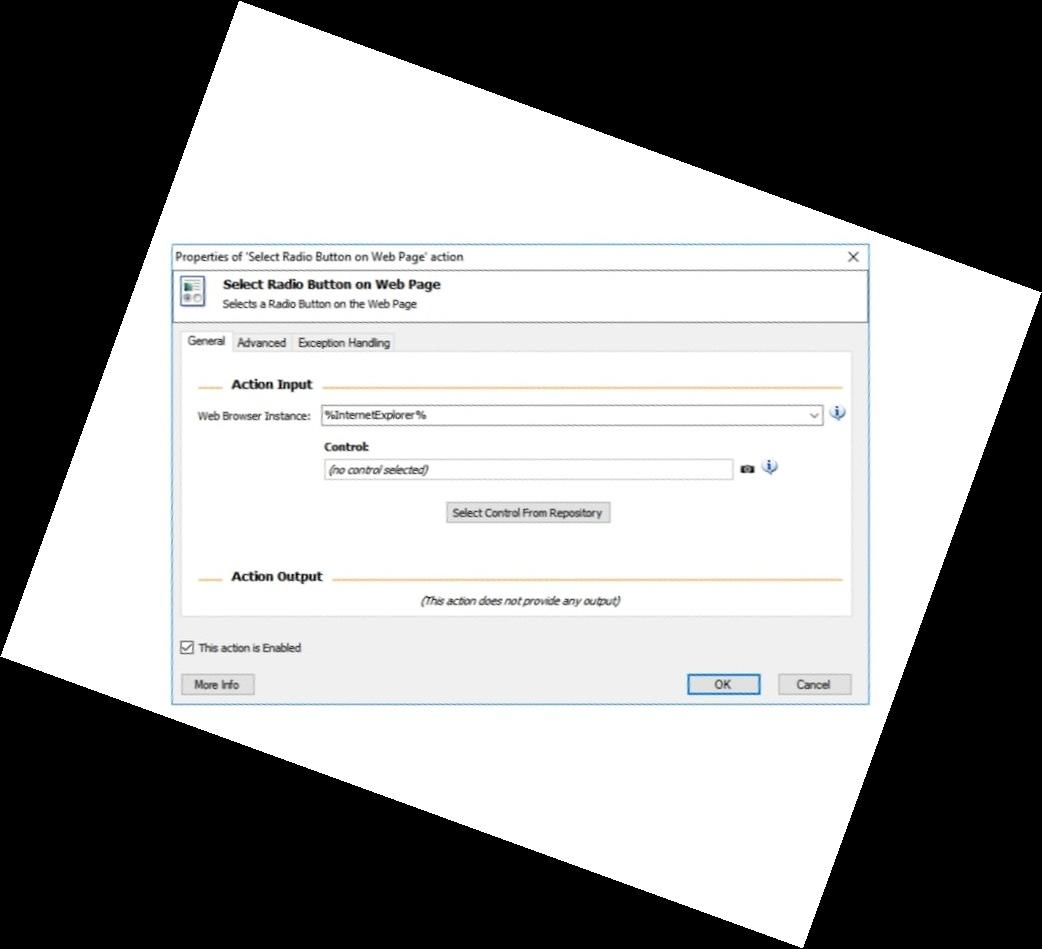 Properties of 'Select Radio Button on Web Page' action
Select Radio Button on Web Page
Selects a Radio Button on the Web Page
General Advanced Exception Handling
Action Input
Web Browser Instance: %InternetExplorer%
Control:
(no control selected)
Select Control From Repository
Action Output
(This action does not provide any output)
This action is Enabled
More Info OK Cancel